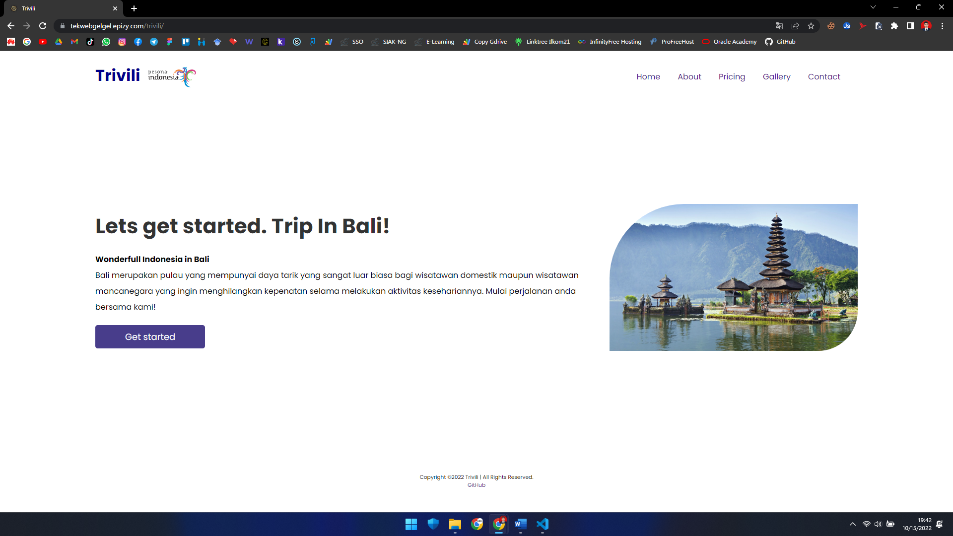 Trivili
tekwebgelgel.epizy.com/trivili/
SSO
SIAK-NG
E-Learning
Copy Gdrive
Linktree Ilkom21
InfinityFree Hosting
ProFreeHost
Oracle Academy
GitHub
Trivili
pesona
indonesia
Home
About
Pricing
Gallery
Contact
Lets get started. Trip In Bali!
Wonderfull Indonesia in Bali
Bali merupakan pulau yang mempunyai daya tarik yang sangat luar biasa bagi wisatawan domestik maupun wisatawan
mancanegara yang ingin menghilangkan kepenatan selama melakukan aktivitas kesehariannya. Mulai perjalanan anda
bersama kami!
Get started
Copyright ©2022 Trivili | All Rights Reserved.
GitHub
19:42